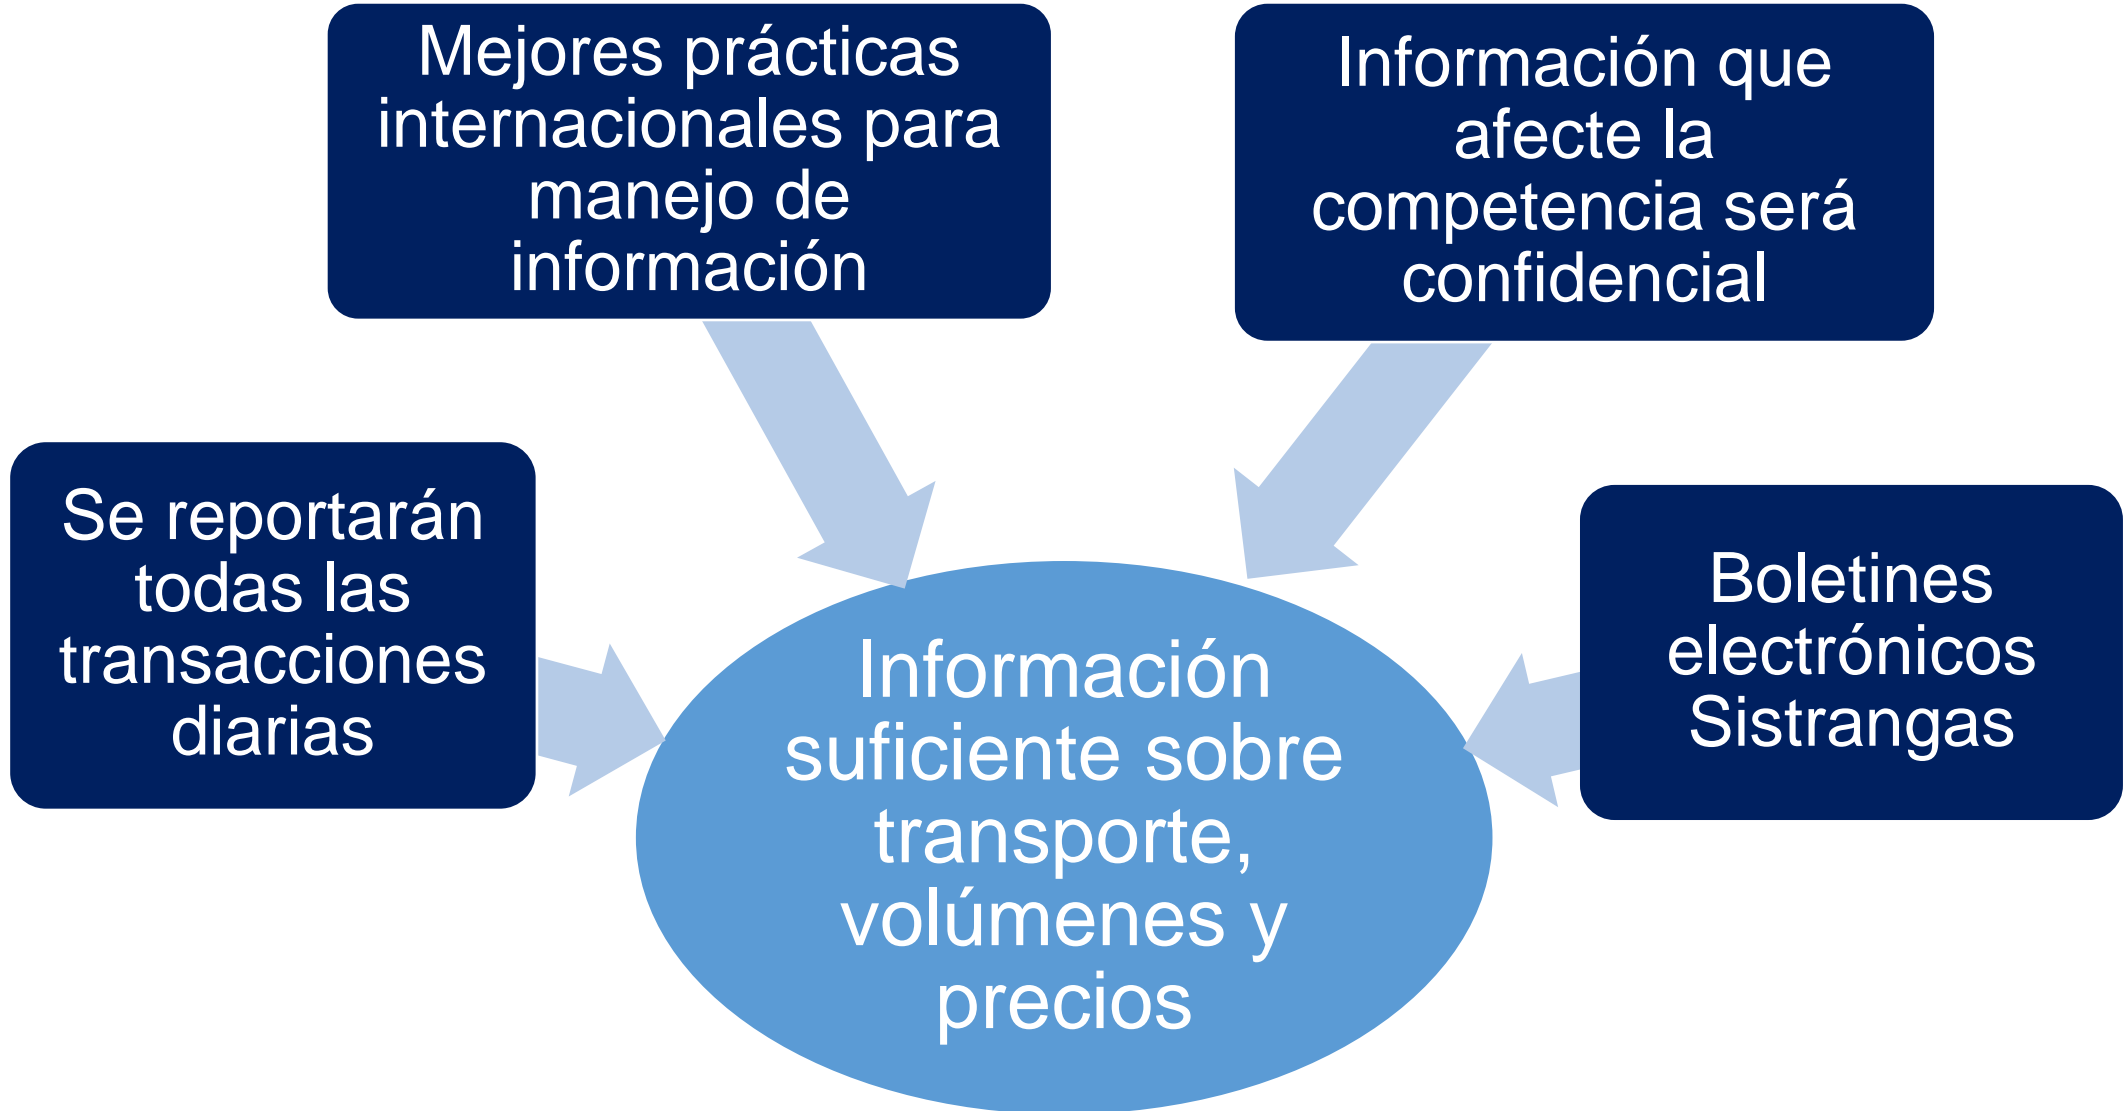 Mejores prácticas
internacionales para
manejo de
información
Información que
afecte la
competencia será
confidencial
Se reportarán
todas las
transacciones
diarias
Boletines
electrónicos
Sistrangas
Información
suficiente sobre
transporte,
volúmenes y
precios